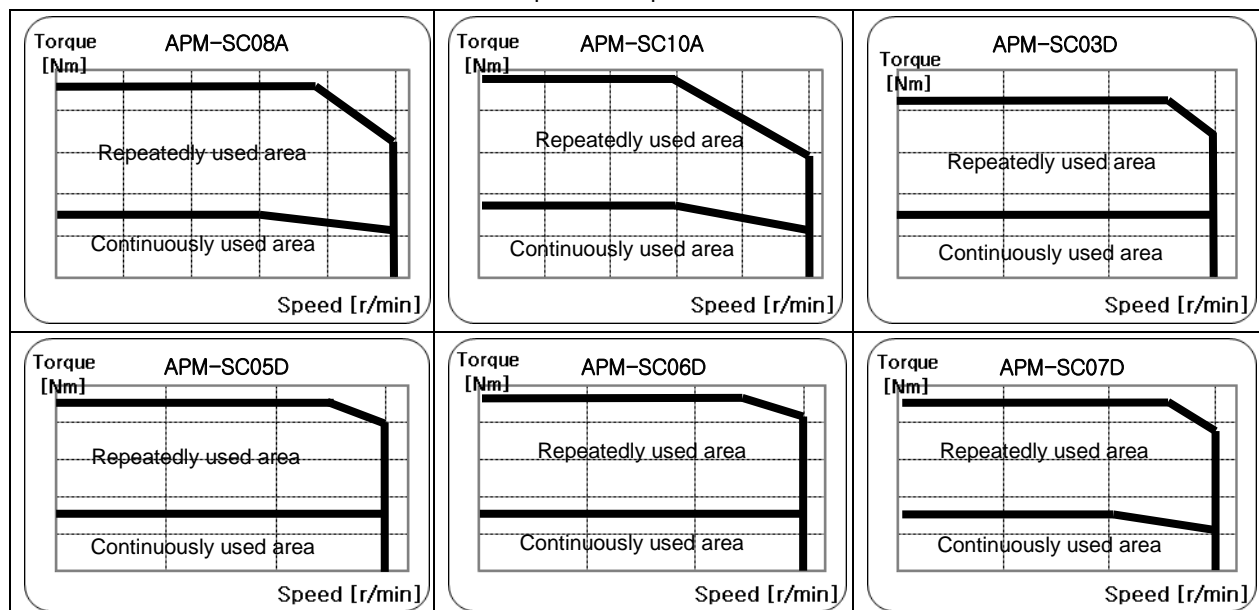 Torque
[Nm]
APM-SC08A
Repeatedly used area
Continuously used area
Speed [r/min]
Torque
[Nm]
APM-SC10A
Repeatedly used area
Continuously used area
Speed [r/min]
Torque
[Nm]
APM-SC03D
Repeatedly used area
Continuously used area
Speed [r/min]
Torque
[Nm]
APM-SC05D
Repeatedly used area
Continuously used area
Speed [r/min]
Torque
[Nm]
APM-SC06D
Repeatedly used area
Continuously used area
Speed [r/min]
Torque
[Nm]
APM-SC07D
Repeatedly used area
Continuously used area
Speed [r/min]